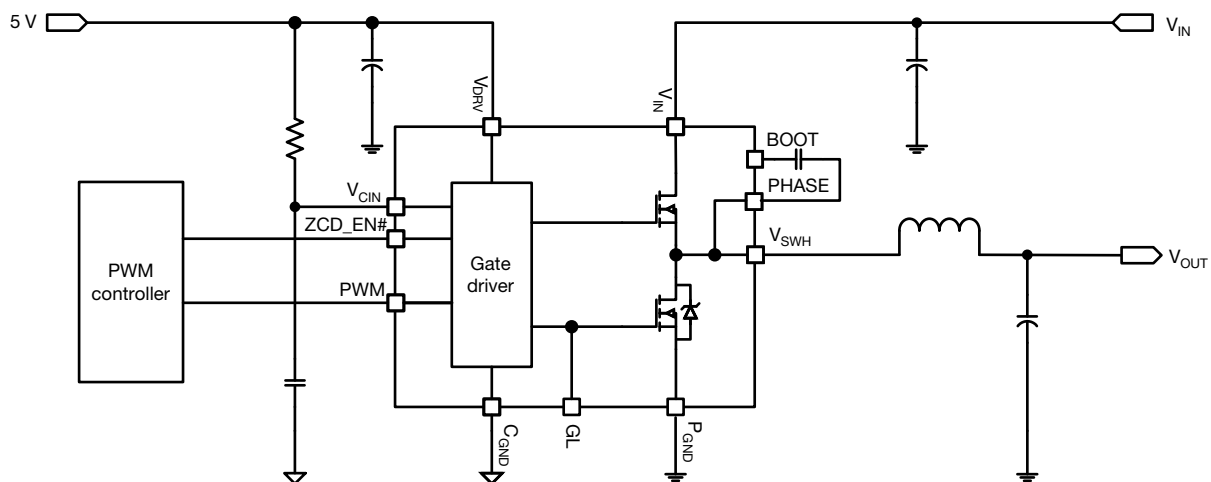 5 V
V_IN
V_DRV
V_IN
BOOT
PHASE
V_CIN
ZCD_EN#
V_SWH
PWM
controller
Gate
driver
V_OUT
PWM
C_GND
GL
P_GND